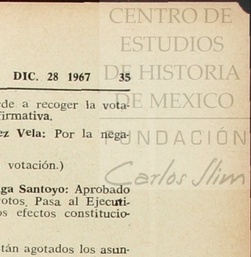 CENTRO DE
ESTUDIOS
DE HISTORIA
DE MEXICO
FUNDACIÓN
Carlos Slim
DIC. 28 1967 35
de a recoger la vota-
firmativa.
ez Vela: Por la nega-
votación.)
ga Santoyo: Aprobado
otos. Pasa al Ejecuti-
os efectos constitucio-
tán agotados los asun-